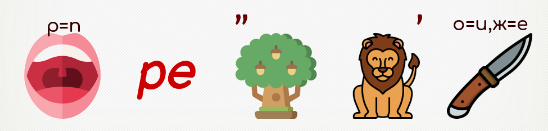 р=п
ре
”
’
о=и,ж=е